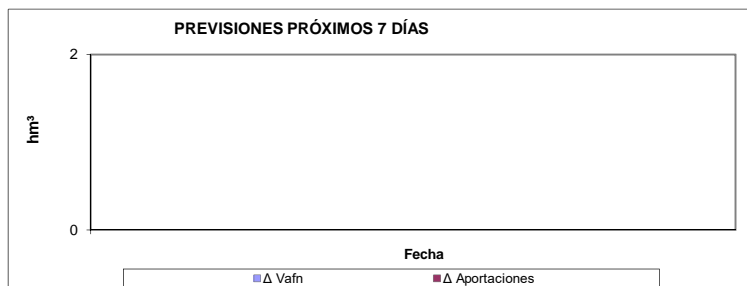 PREVISIONES PRÓXIMOS 7 DÍAS
2
hm³
0
Fecha
Δ Vafn
Δ Aportaciones